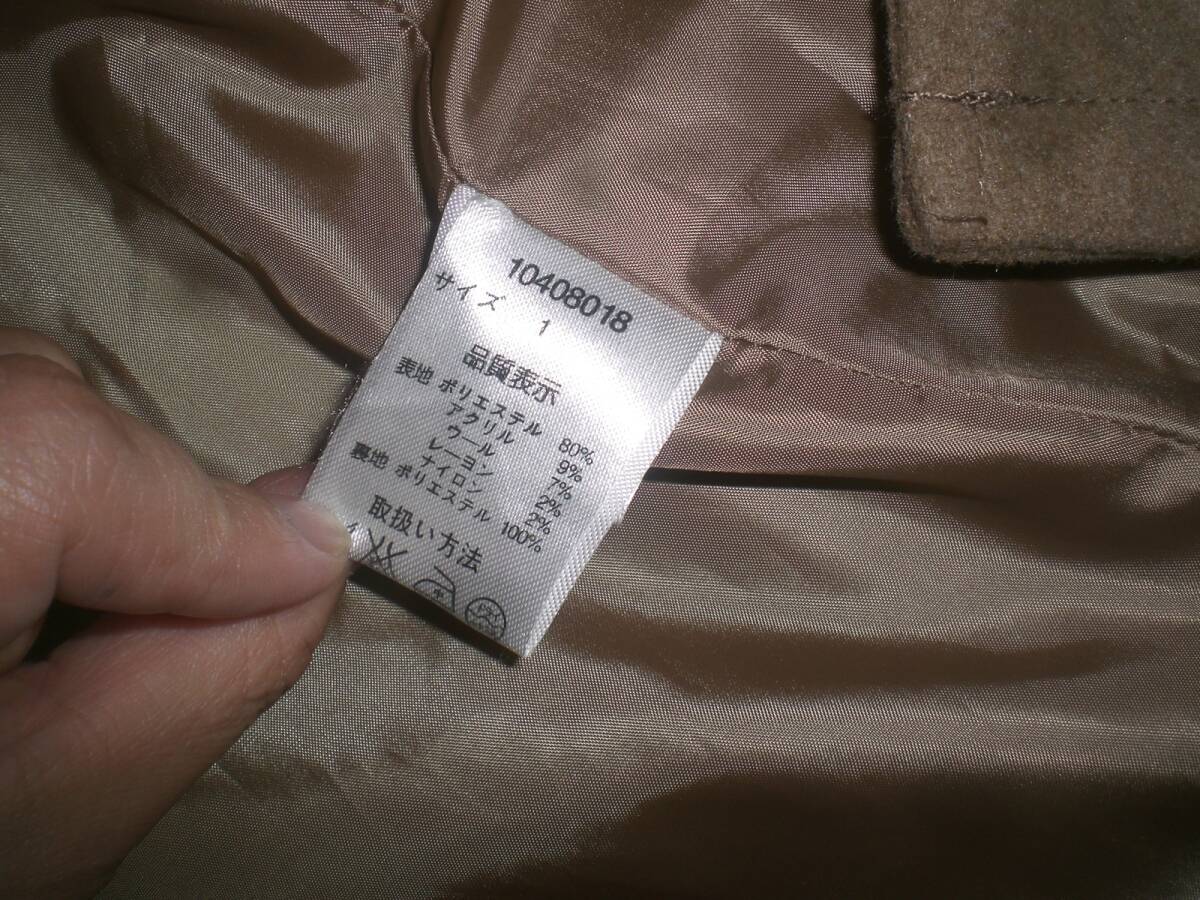 10408018
サイズ 1
品質表示
表地 ポリエステル 80%
アクリル 9%
ウール 7%
レーヨン 2%
ナイロン 2%
裏地 ポリエステル 100%
取扱い方法